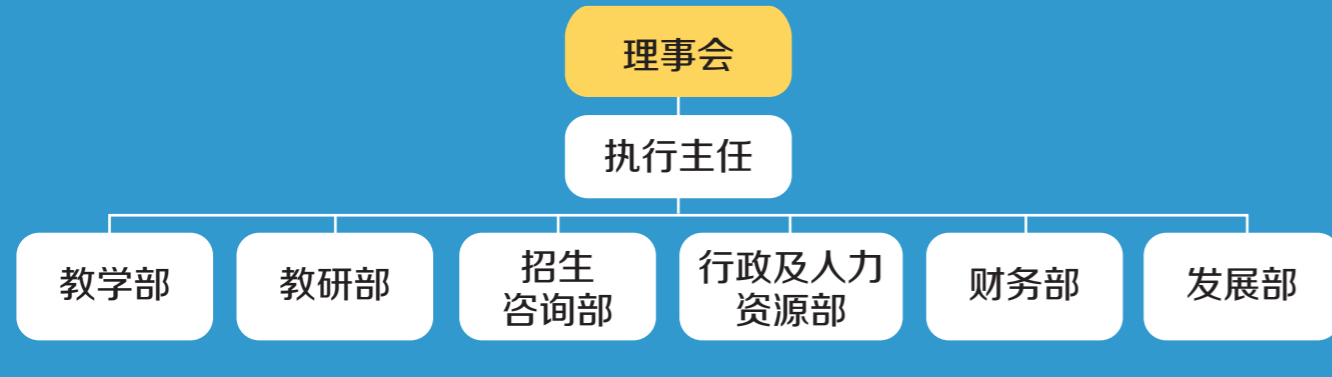 理事会
执行主任
教学部
教研部
招生
咨询部
行政及人力
资源部
财务部
发展部